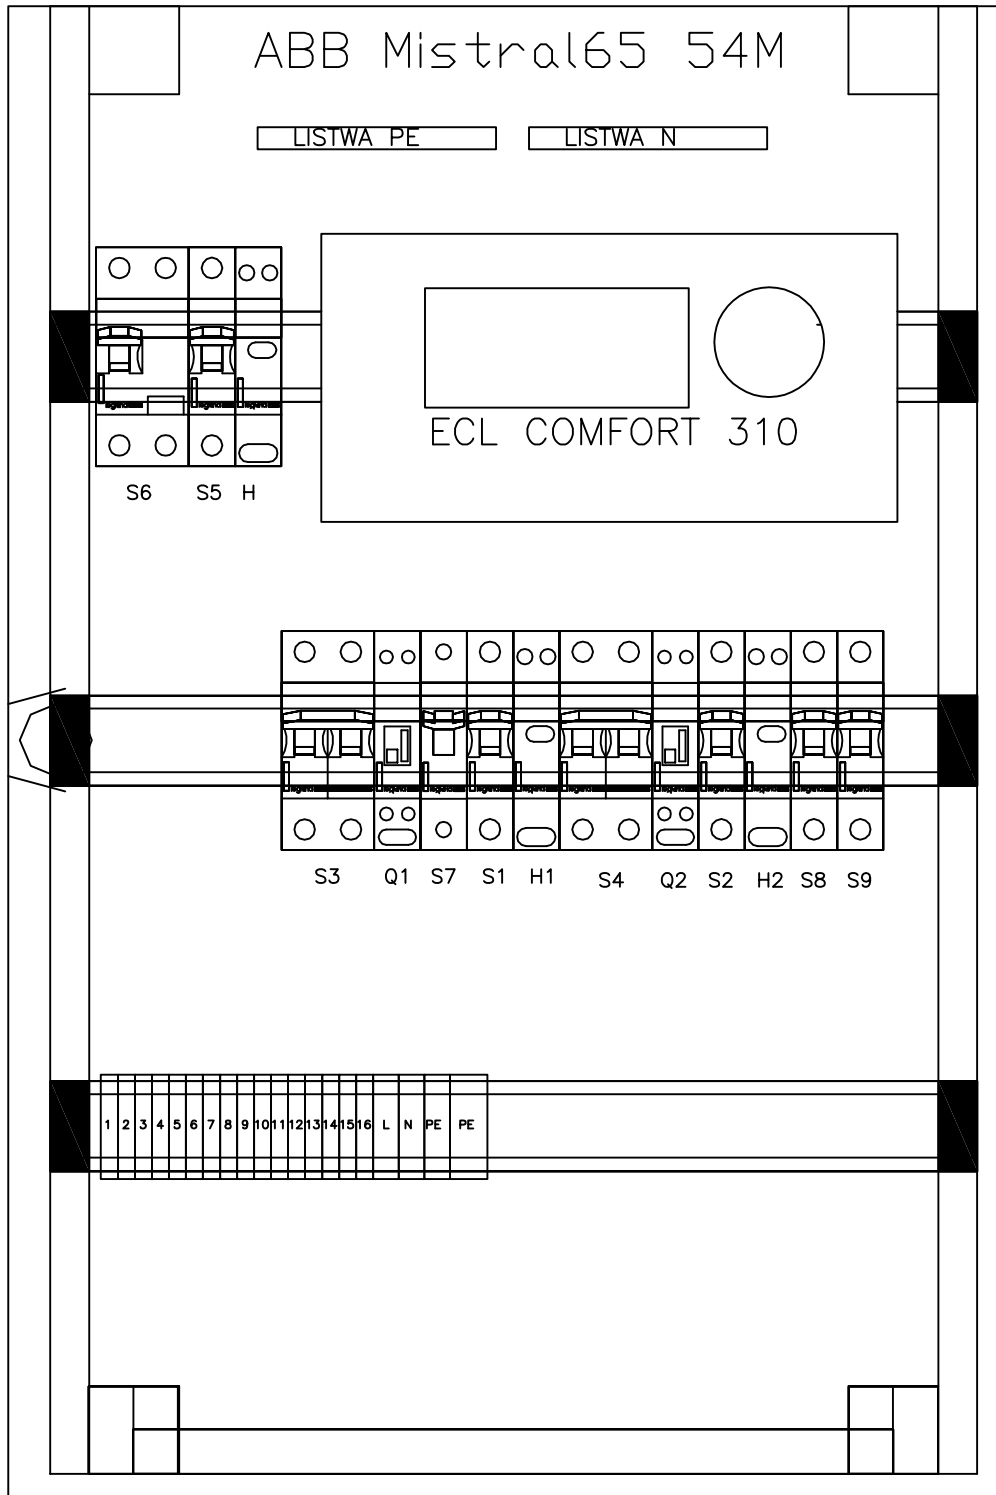 ABB Mistral65 54M
LISTWA PE LISTWA N
ECL COMFORT 310
S6 S5 H
S3 Q1 S7 S1 H1 S4 Q2 S2 H2 S8 S9
1 2 3 4 5 6 7 8 9 10 11 12 13 14 15 16 L N PE PE